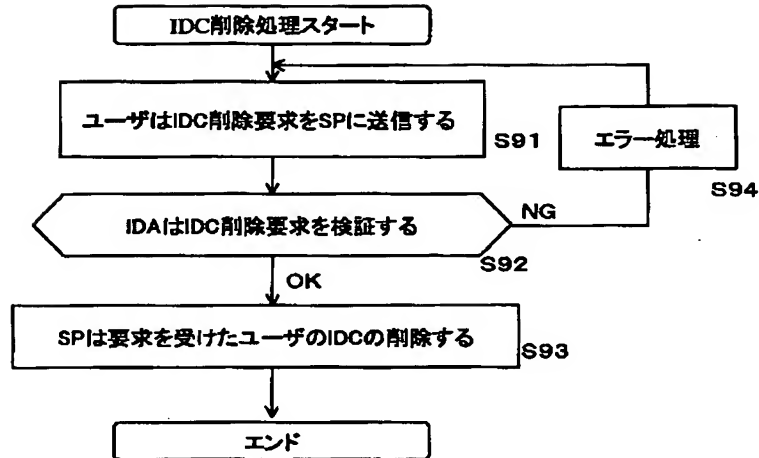 IDC削除処理スタート
ユーザはIDC削除要求をSPに送信する
S91
エラー処理
S94
IDAはIDC削除要求を検証する
NG
S92
OK
SPは要求を受けたユーザのIDCの削除する
S93
エンド